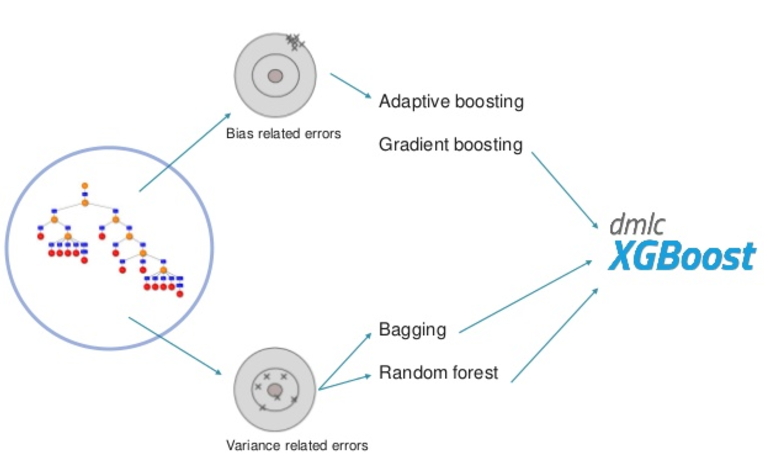 Bias related errors
Adaptive boosting
Gradient boosting
dmlc
XGBoost
Bagging
Random forest
Variance related errors